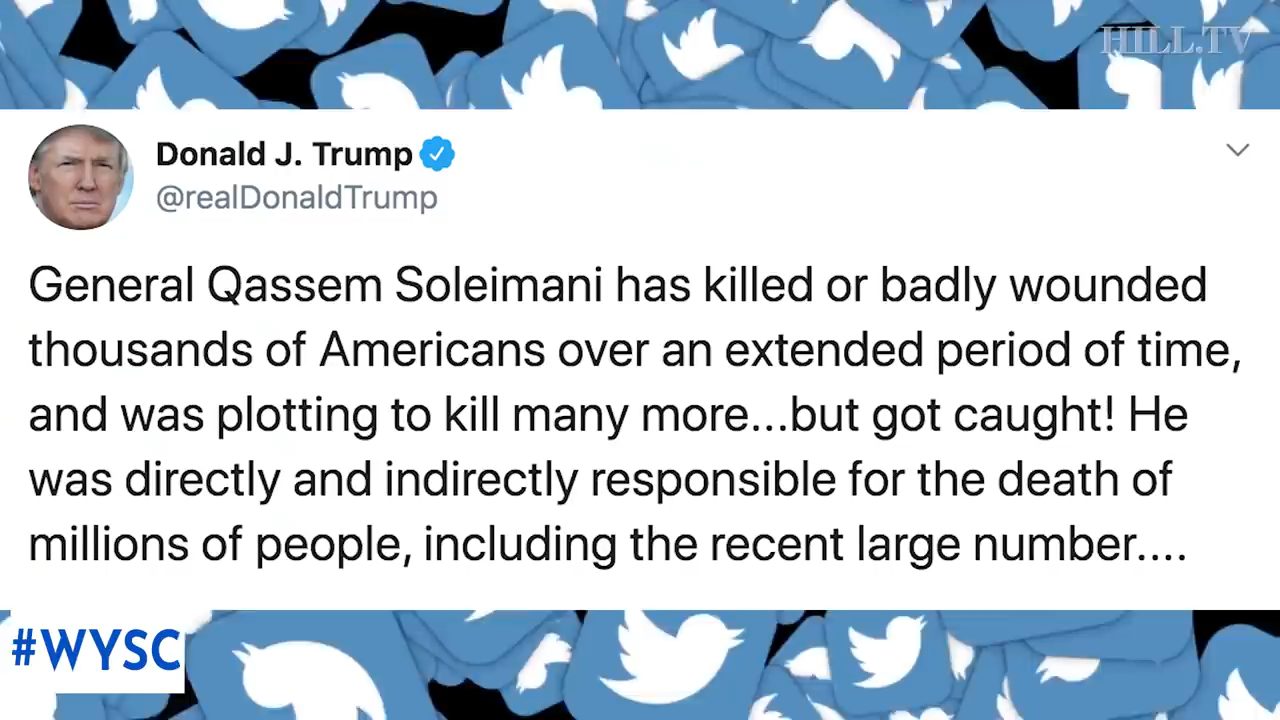 HILL.TV
Donald J. Trump
@realDonaldTrump
General Qassem Soleimani has killed or badly wounded
thousands of Americans over an extended period of time,
and was plotting to kill many more...but got caught! He
was directly and indirectly responsible for the death of
millions of people, including the recent large number....
#WYSC